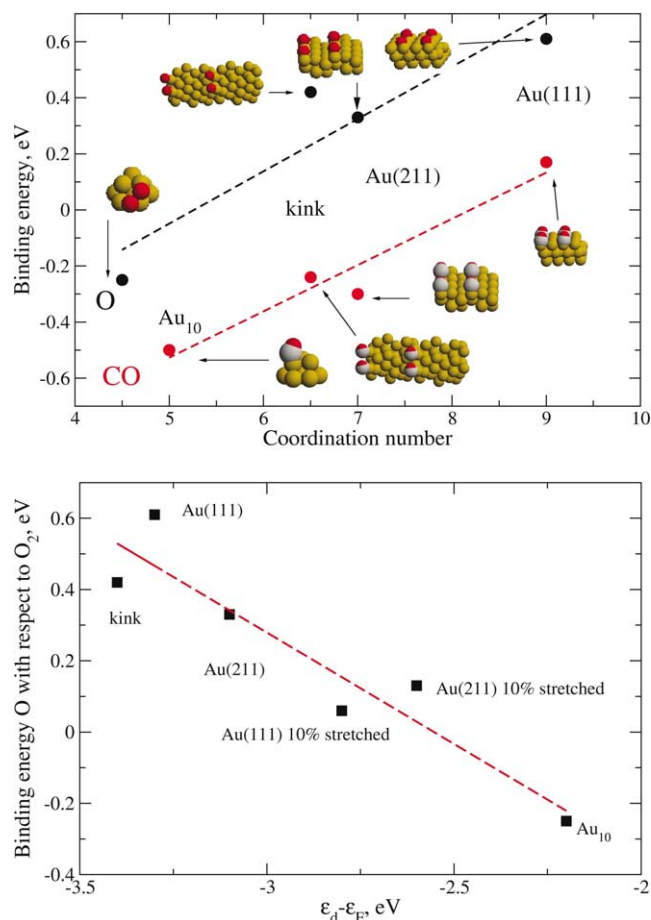 0.6
0.4
0.2
0
-0.2
-0.4
-0.6
Binding energy, eV
Au(111)
Au(211)
kink
O
Au10
CO
4
5
6
7
8
9
10
Coordination number
0.6
0.4
0.2
0
-0.2
-0.4
Binding energy O with respect to O2, eV
Au(111)
kink
Au(211)
Au(211) 10% stretched
Au(111) 10% stretched
Au10
-3.5
-3
-2.5
-2
εd-εF, eV